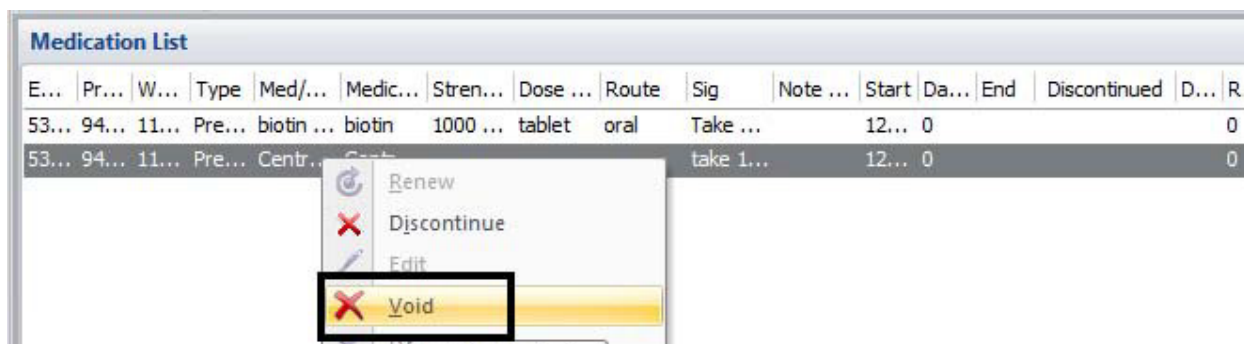 Medication List
E... Pr... W... Type Med/... Medic... Stren... Dose ... Route Sig Note ... Start Da... End Discontinued D... R
53... 94... 11... Pre... biotin ... biotin 1000 ... tablet oral Take ... 12... 0 0
53... 94... 11... Pre... Centr... take 1... 12... 0 0
Renew
Discontinue
Edit
Void